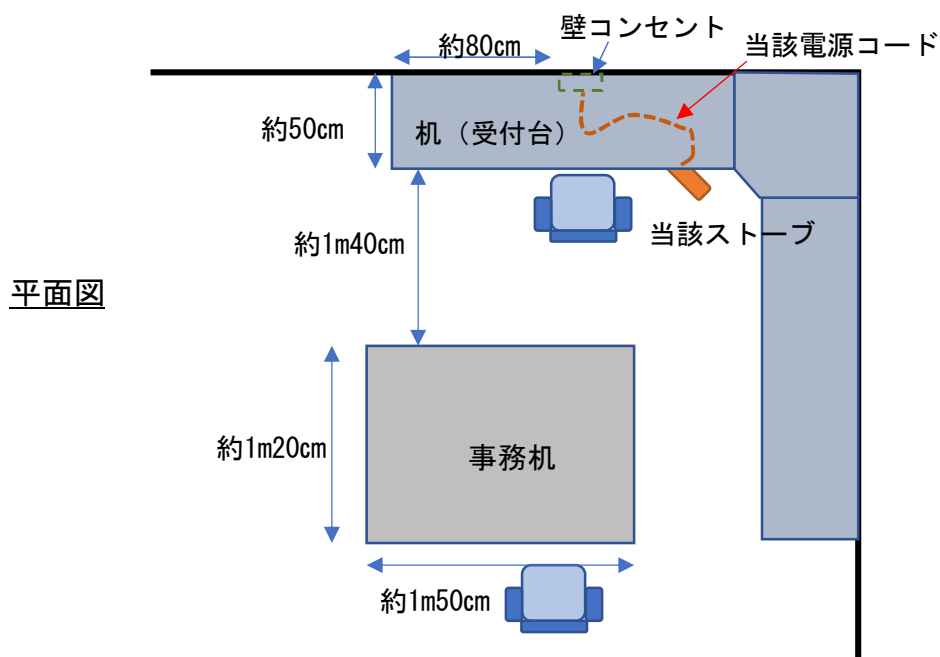 壁コンセント
約80cm
当該電源コード
約50cm
机（受付台）
当該ストーブ
約1m40cm
平面図
約1m20cm
事務机
約1m50cm